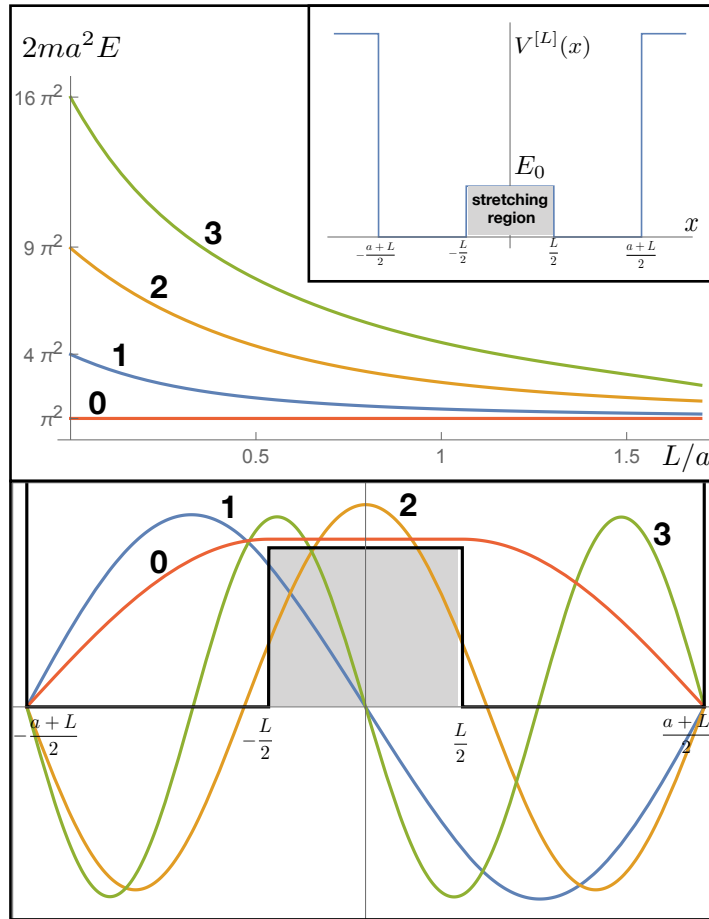 2ma²E
16 π²
9 π²
4 π²
π²
0
1
2
3
0.5
1
1.5
L/a
V^[L](x)
E₀
stretching
region
x
-(a+L)/2
-L/2
L/2
(a+L)/2
0
1
2
3
-(a+L)/2
-L/2
L/2
(a+L)/2